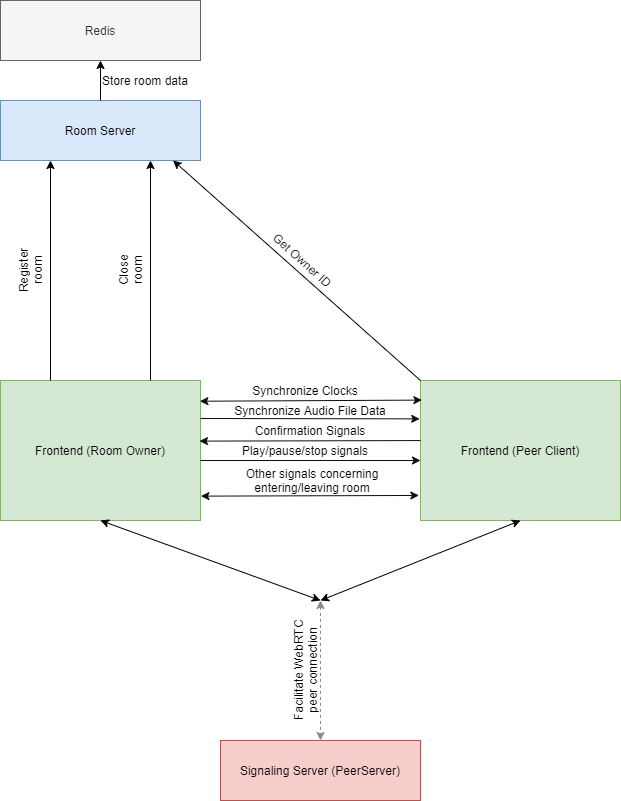 Redis
Store room data
Room Server
Register
room
Close
room
Get Owner ID
Synchronize Clocks
Synchronize Audio File Data
Confirmation Signals
Play/pause/stop signals
Other signals concerning
entering/leaving room
Frontend (Room Owner)
Frontend (Peer Client)
Facilitate WebRTC
peer connection
Signaling Server (PeerServer)